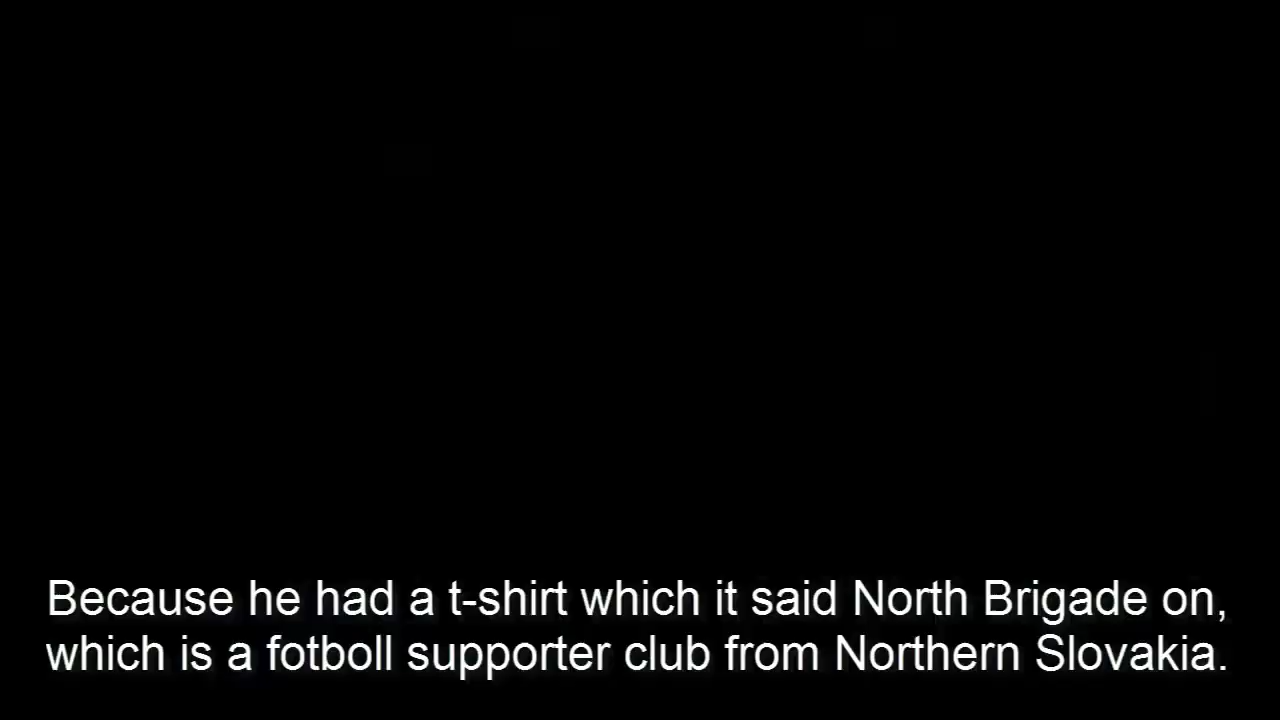 Because he had a t-shirt which it said North Brigade on,
which is a fotboll supporter club from Northern Slovakia.